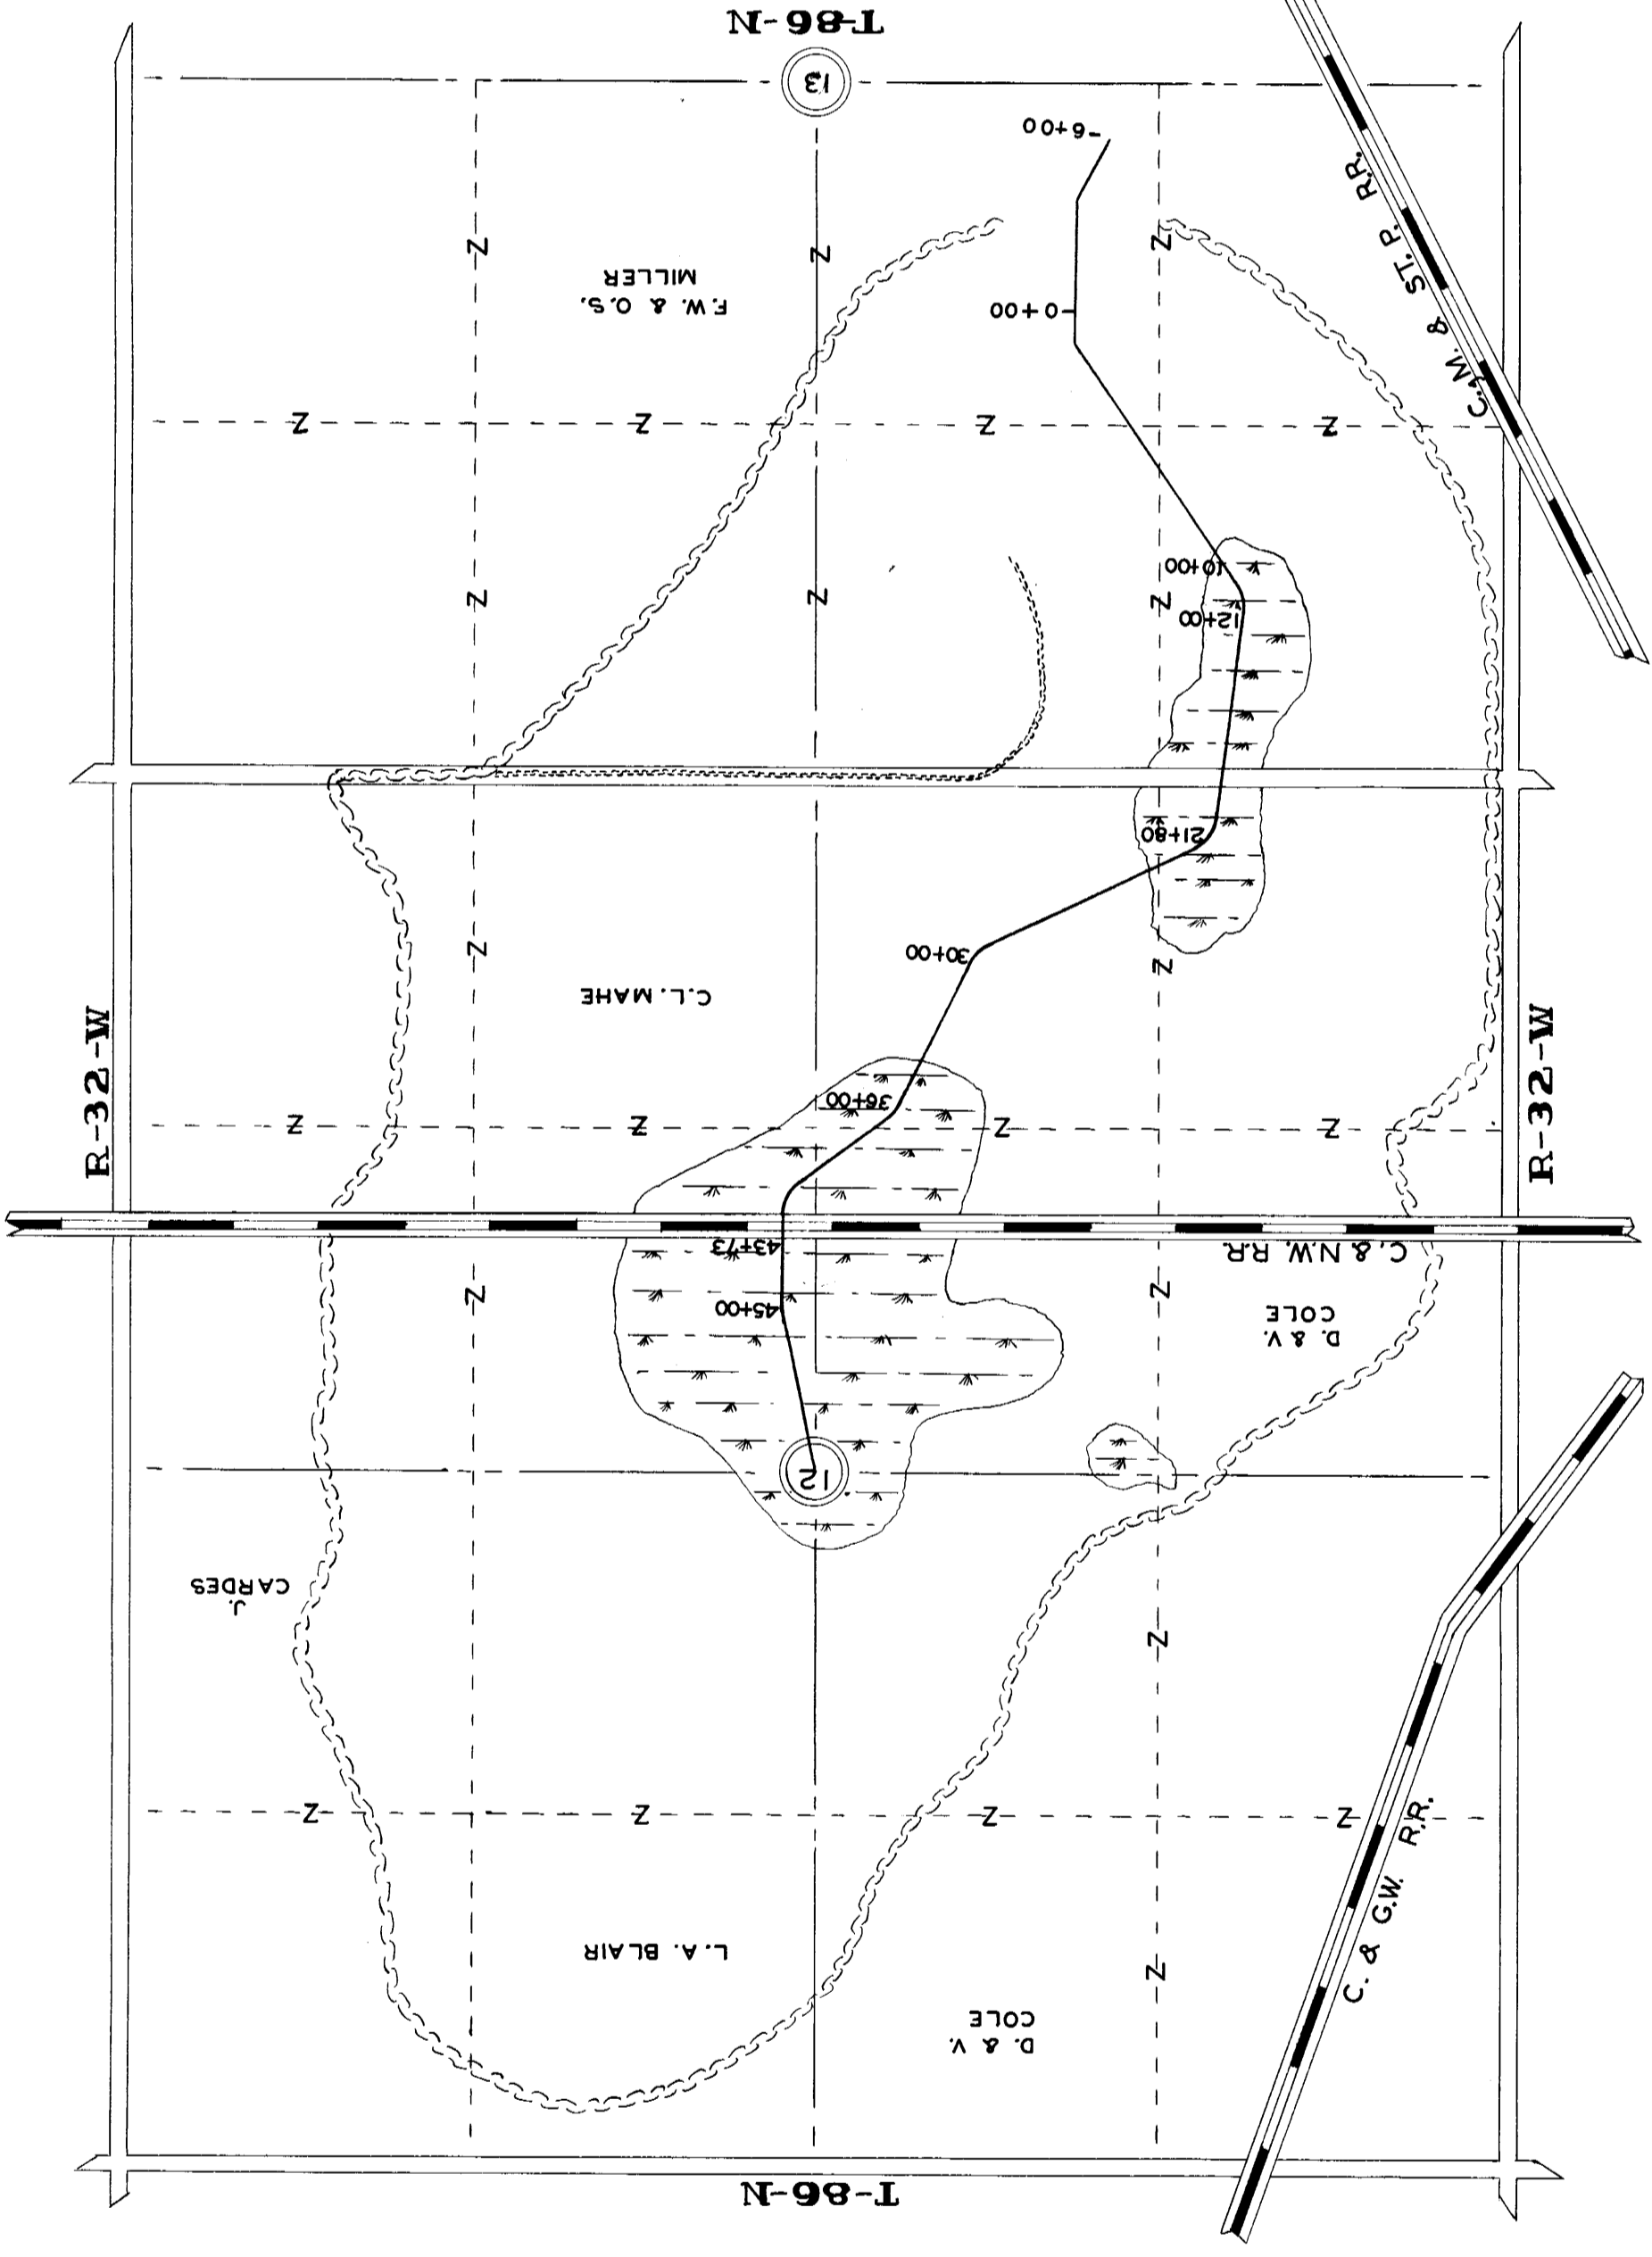 T-86-N
13
-6+00
R.R.
ST. P.
C., M. &
F.W. & O.S.
MILLER
-0+00
10+00
12+00
21+80
30+00
C.L. MAHE
R-32-W
R-32-W
36+00
43+73
C. & N.W. R.R.
45+00
D. & V.
COLE
12
J.
CARDES
C. & G.W. R.R.
L.A. BLAIR
D. & V.
COLE
T-86-N